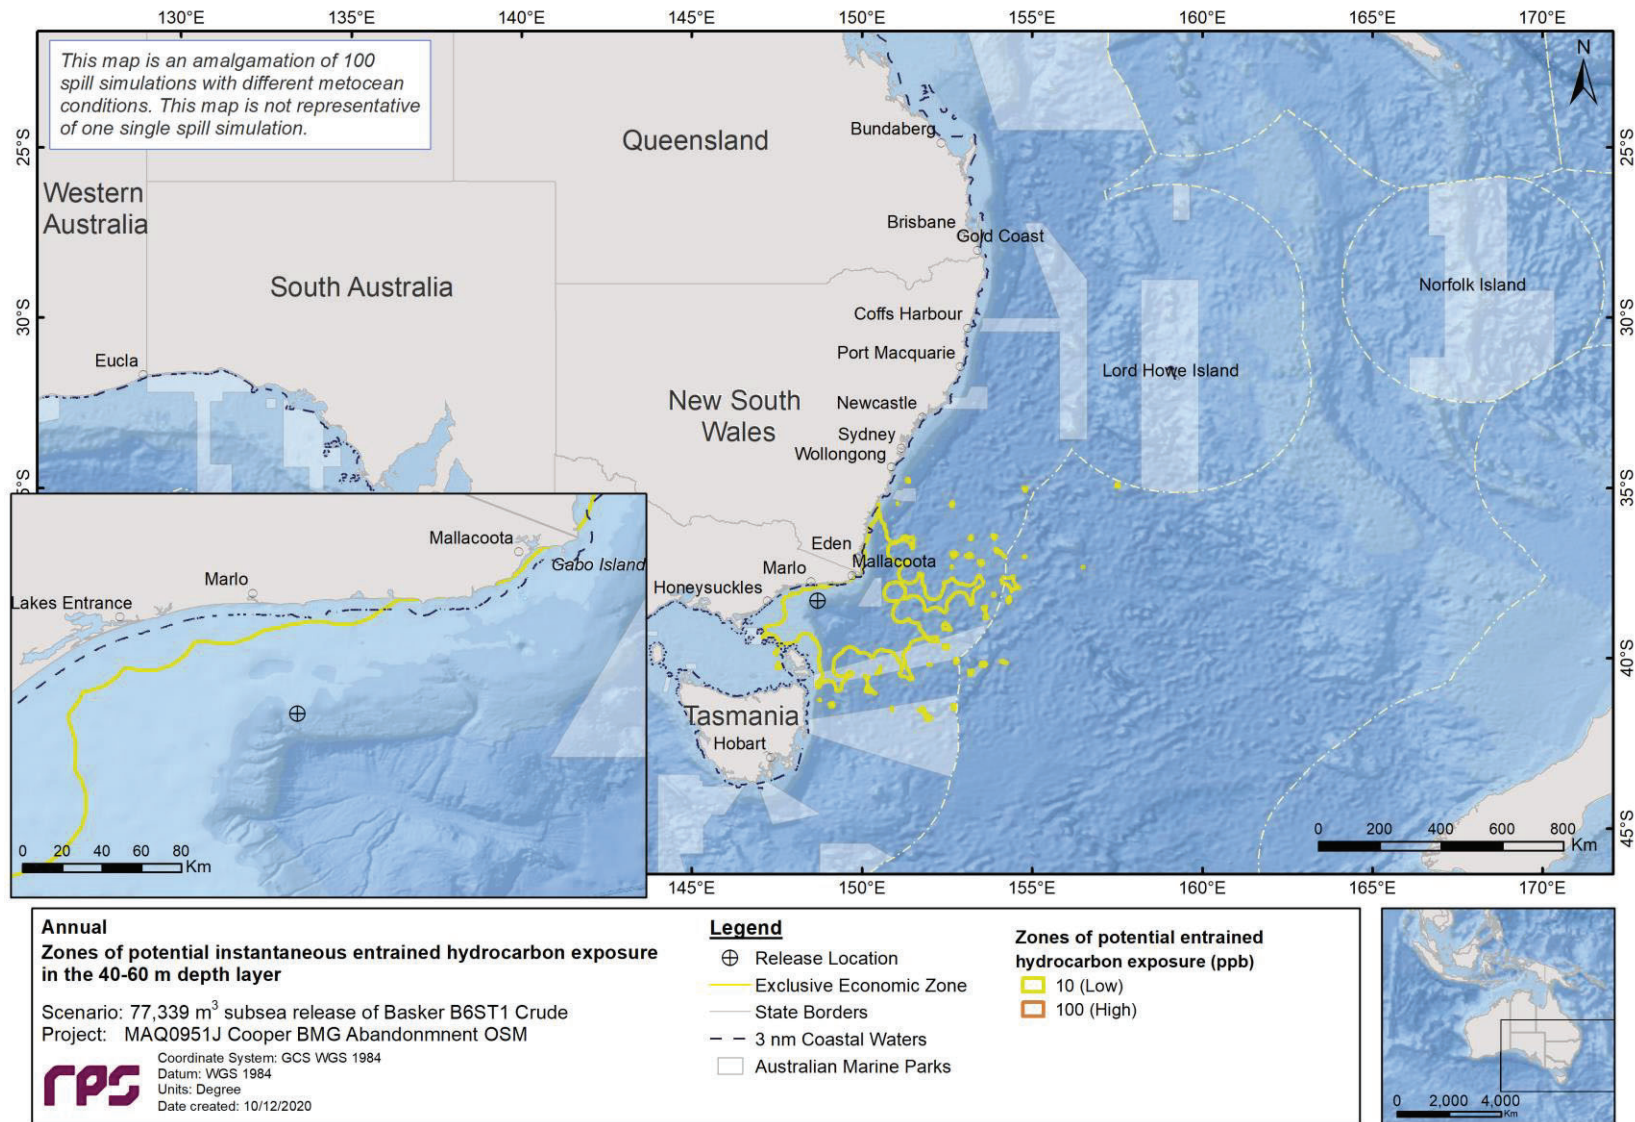 130°E 135°E 140°E 145°E 150°E 155°E 160°E 165°E 170°E
This map is an amalgamation of 100
spill simulations with different metocean
conditions. This map is not representative
of one single spill simulation.
N
25°S
25°S
Bundaberg
Queensland
Western
Australia
Brisbane
Gold Coast
South Australia
Norfolk Island
30°S
30°S
Coffs Harbour
Port Macquarie
Eucla
Lord Howe Island
New South
Wales
Newcastle
Sydney
Wollongong
5°S
35°S
Eden
Mallacoota
Marlo
Honeysuckles
Mallacoota
Gabo Island
Marlo
Lakes Entrance
0 20 40 60 80
Km
40°S
Tasmania
Hobart
0 200 400 600 800
Km
45°S
145°E 150°E 155°E 160°E 165°E 170°E
Annual
Zones of potential instantaneous entrained hydrocarbon exposure
in the 40-60 m depth layer
Scenario: 77,339 m³ subsea release of Basker B6ST1 Crude
Project: MAQ0951J Cooper BMG Abandonmnent OSM
rps
Coordinate System: GCS WGS 1984
Datum: WGS 1984
Units: Degree
Date created: 10/12/2020
Legend
Release Location
Exclusive Economic Zone
State Borders
3 nm Coastal Waters
Australian Marine Parks
Zones of potential entrained
hydrocarbon exposure (ppb)
10 (Low)
100 (High)
0 2,000 4,000
Km